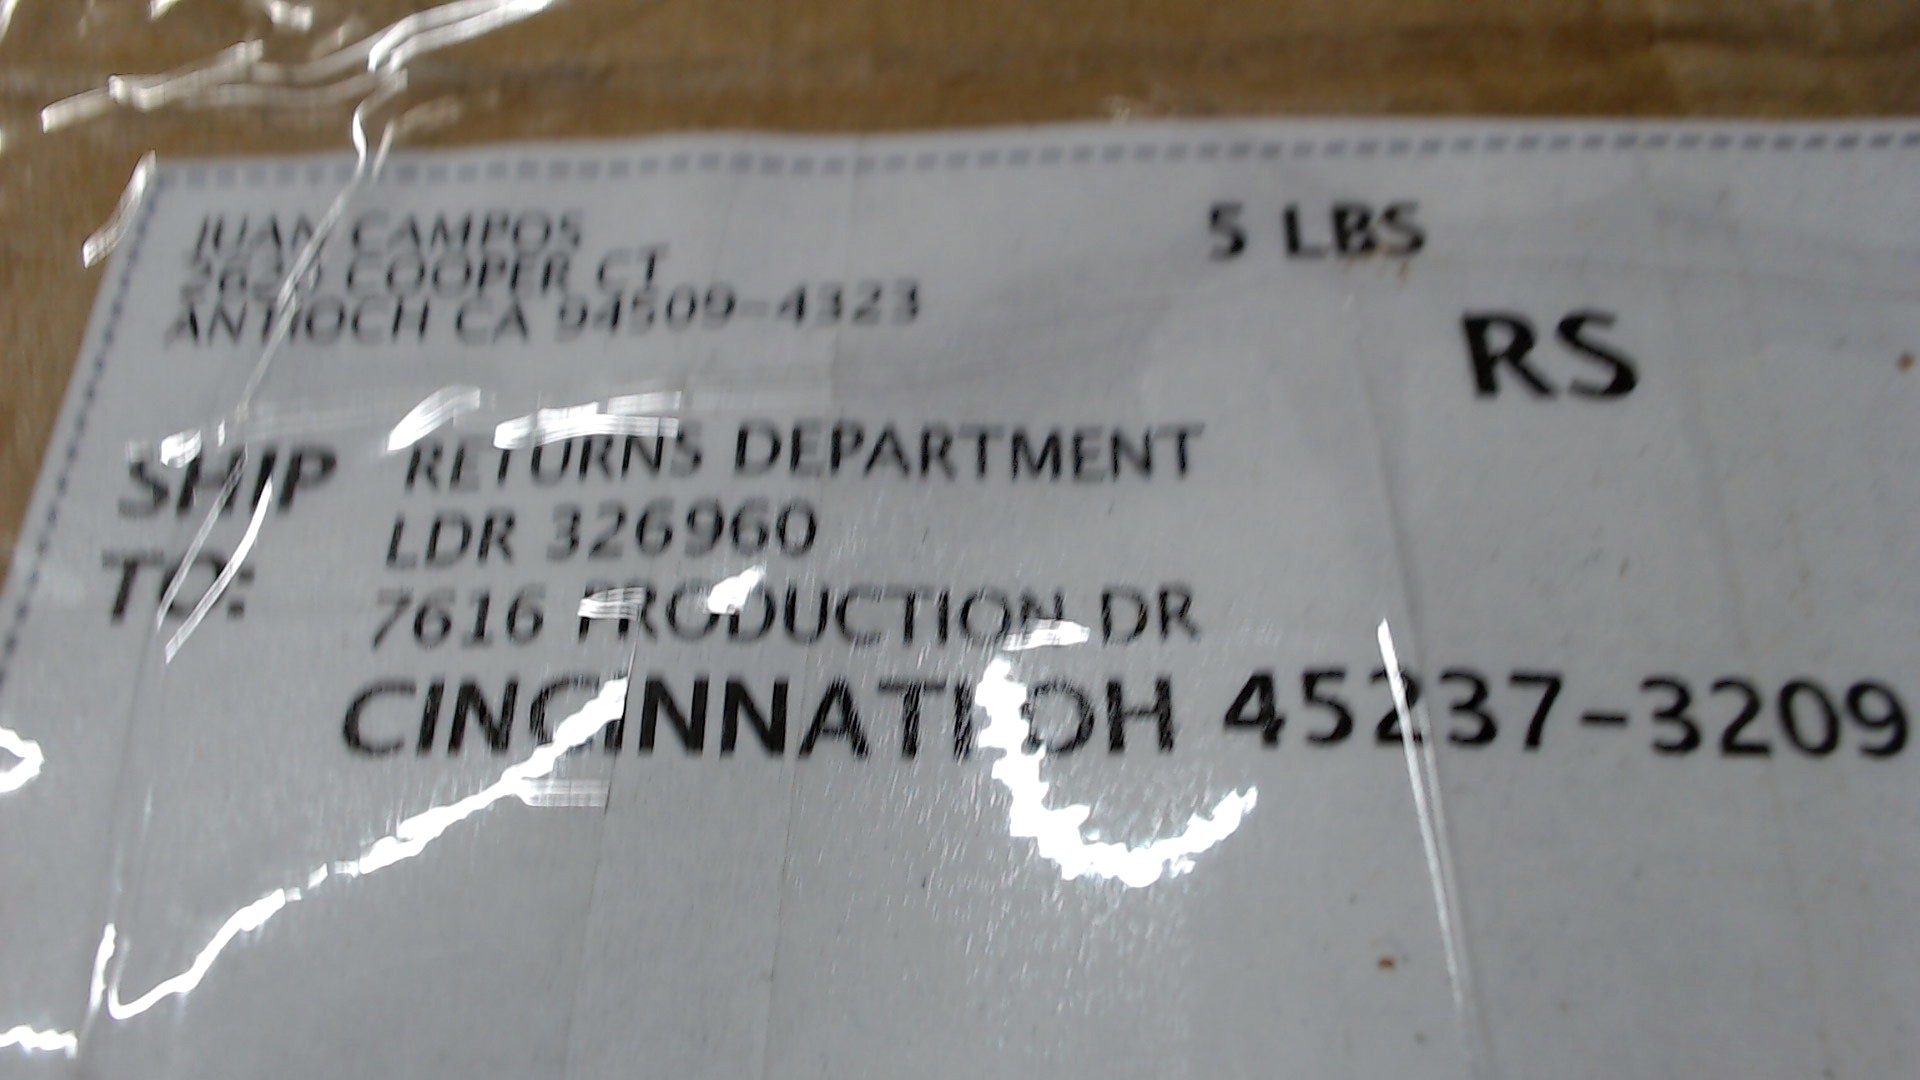 JUAN CAMPOS
5 LBS
COOPER CT
ANTIOCH CA 94509-4323
RS
SHIP TO:
RETURNS DEPARTMENT
LDR 326960
7616 PRODUCTION DR
CINCINNATI OH 45237-3209